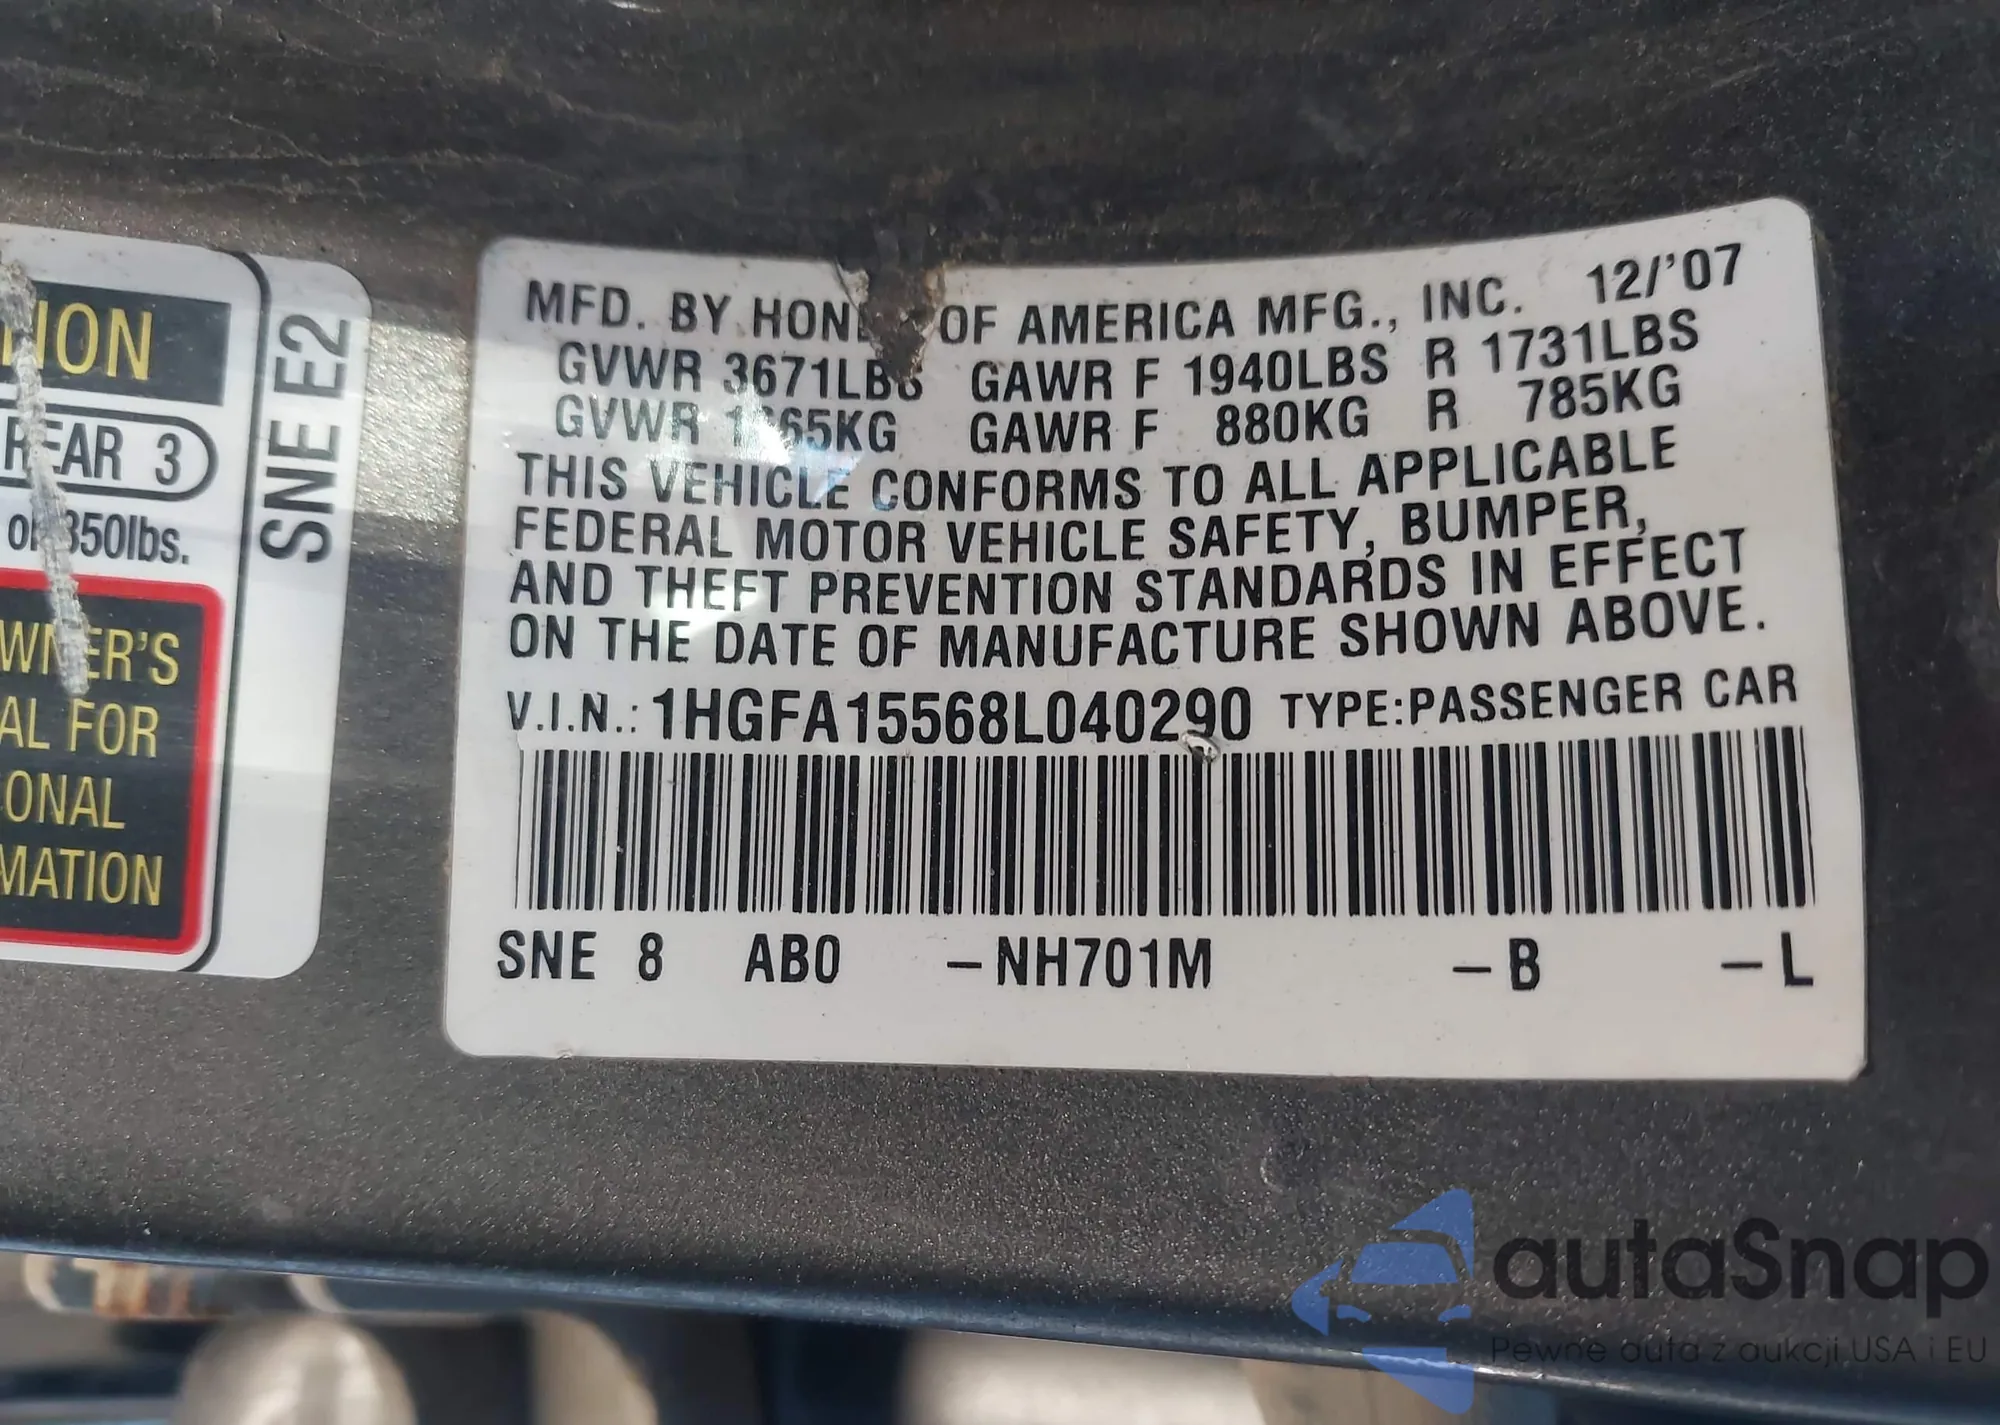 REAR 3
350lbs.
FOR
SNE E2
MFD. BY OF AMERICA MFG., INC. 12/'07
GVWR 3671LBS GAWR F 1940LBS R 1731LBS
GVWR GAWR F 880KG R 785KG
THIS VEHICLE CONFORMS TO ALL APPLICABLE
FEDERAL MOTOR VEHICLE SAFETY, BUMPER,
AND THEFT PREVENTION STANDARDS IN EFFECT
ON THE DATE OF MANUFACTURE SHOWN ABOVE.
V.I.N.: 1HGFA15568L040290 TYPE:PASSENGER CAR
SNE 8 AB0 -NH701M -B -L
autaSnap
Pewne auta z aukcji USA i EU